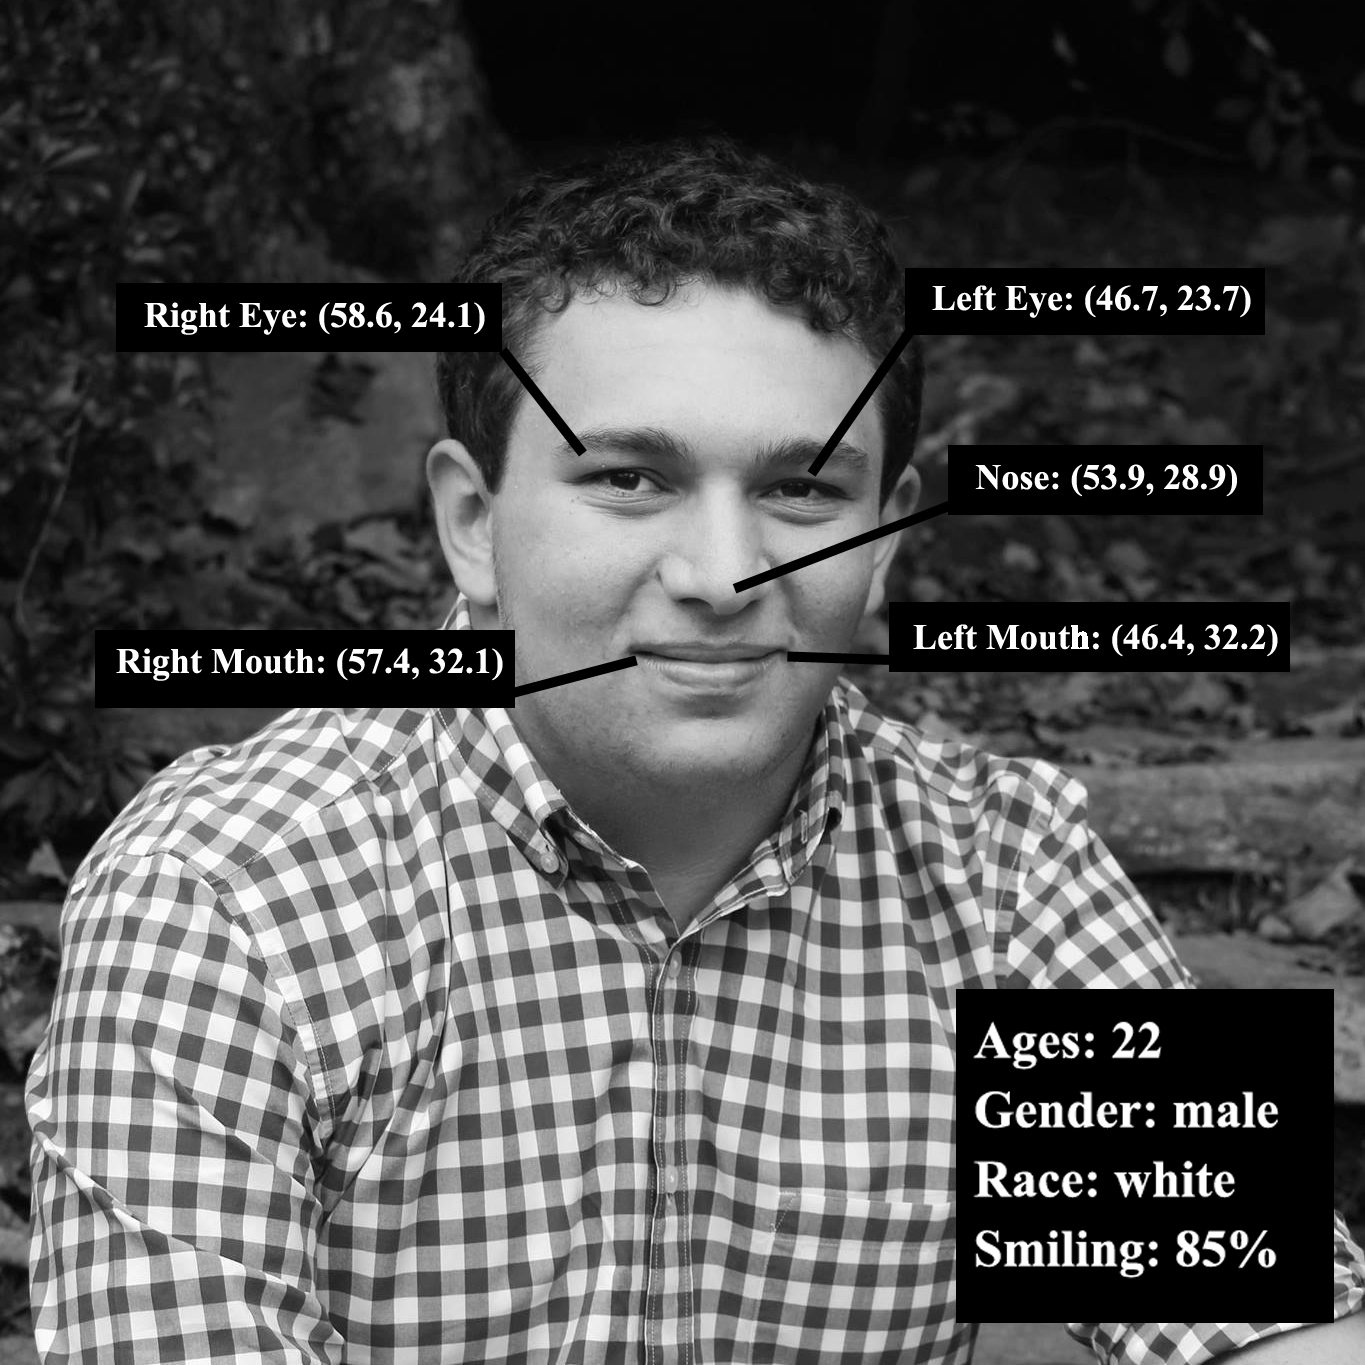 Left Eye: (46.7, 23.7)
Right Eye: (58.6, 24.1)
Nose: (53.9, 28.9)
Left Mouth: (46.4, 32.2)
Right Mouth: (57.4, 32.1)
Ages: 22
Gender: male
Race: white
Smiling: 85%